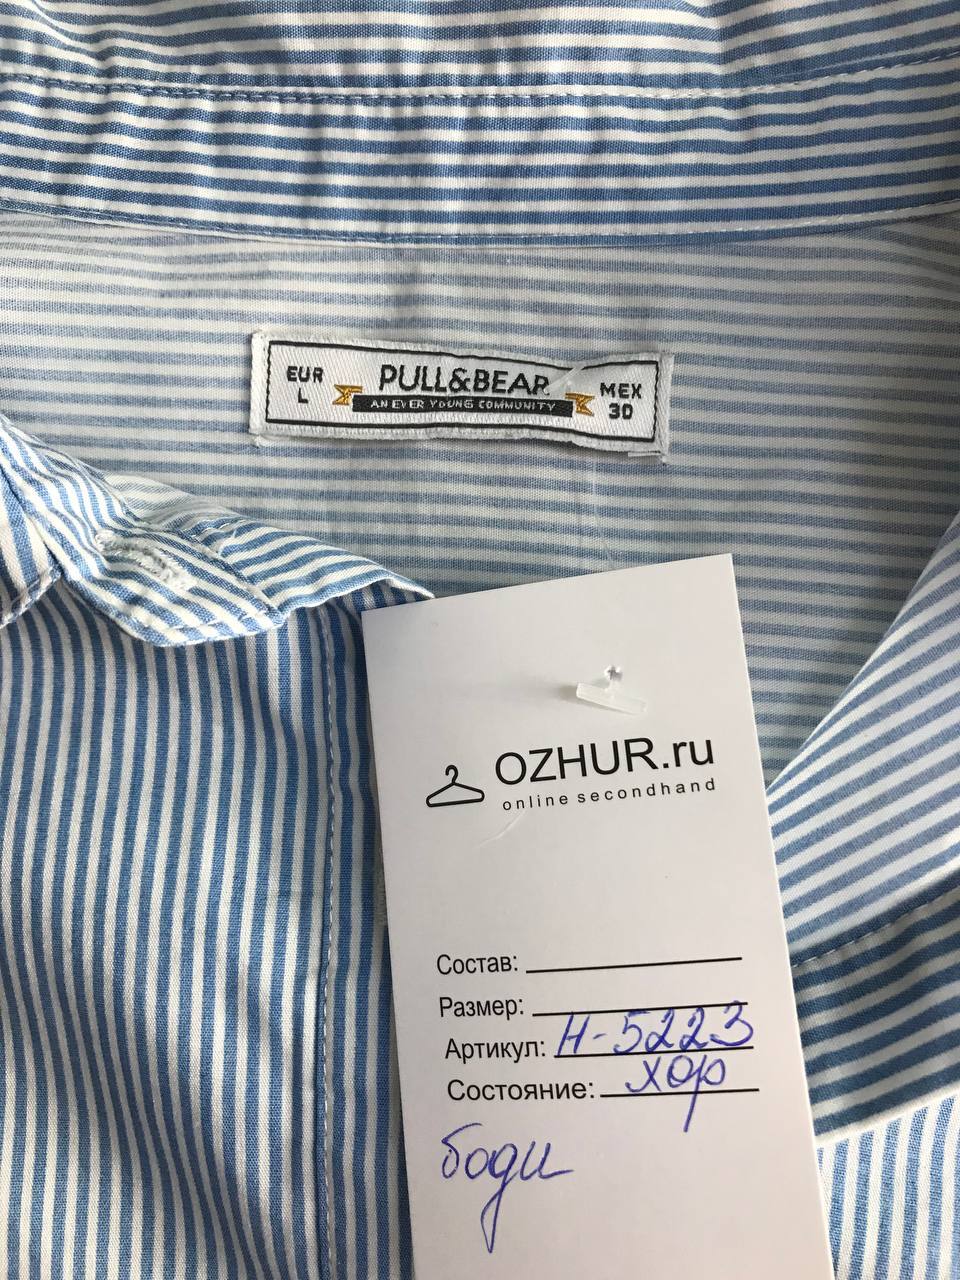 EUR
L
PULL&BEAR
AN EVER YOUNG COMMUNITY
MEX
30
OZHUR.ru
online secondhand
Состав:
Размер:
Артикул: Н-5223
Состояние: хор
боди